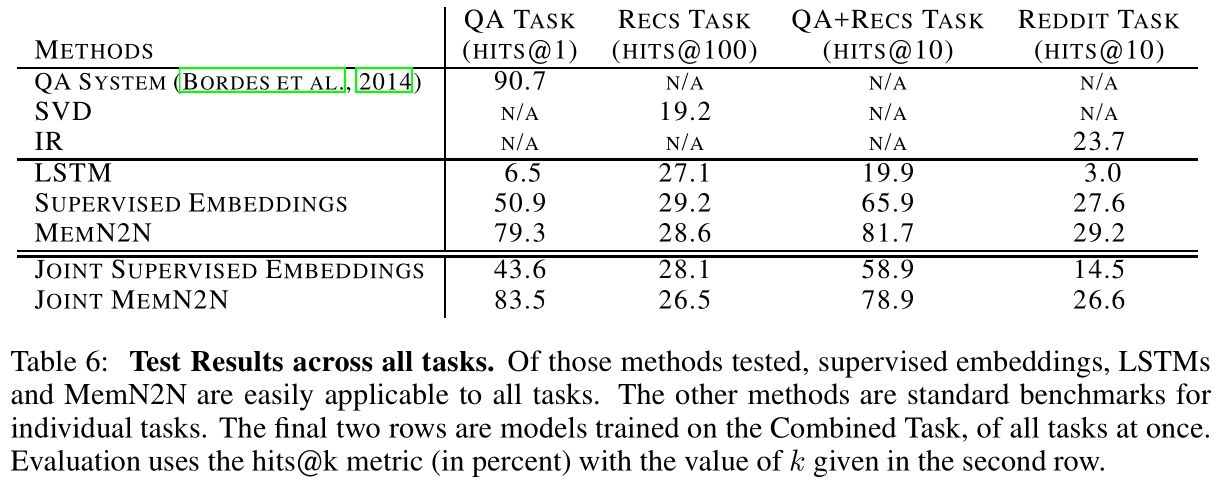 QA TASK RECS TASK QA+RECS TASK REDDIT TASK
METHODS (HITS@1) (HITS@100) (HITS@10) (HITS@10)
QA SYSTEM (BORDES ET AL., 2014) 90.7 N/A N/A N/A
SVD N/A 19.2 N/A N/A
IR N/A N/A N/A 23.7
LSTM 6.5 27.1 19.9 3.0
SUPERVISED EMBEDDINGS 50.9 29.2 65.9 27.6
MEMN2N 79.3 28.6 81.7 29.2
JOINT SUPERVISED EMBEDDINGS 43.6 28.1 58.9 14.5
JOINT MEMN2N 83.5 26.5 78.9 26.6
Table 6: Test Results across all tasks. Of those methods tested, supervised embeddings, LSTMs
and MemN2N are easily applicable to all tasks. The other methods are standard benchmarks for
individual tasks. The final two rows are models trained on the Combined Task, of all tasks at once.
Evaluation uses the hits@k metric (in percent) with the value of k given in the second row.